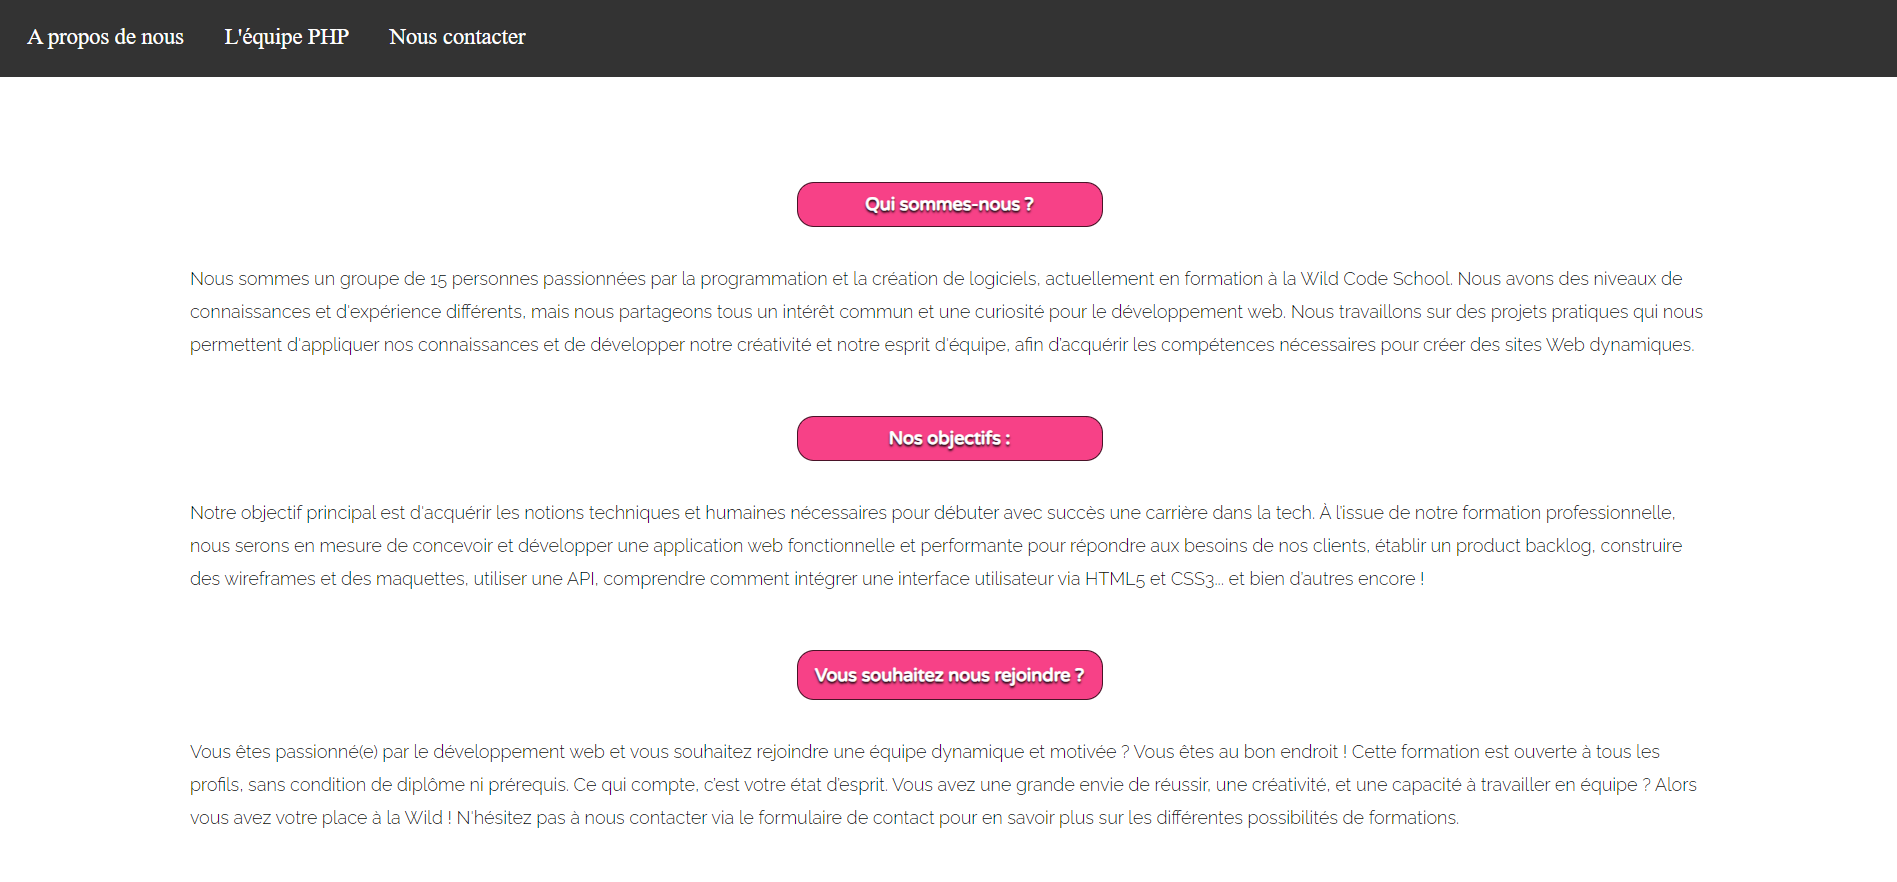 A propos de nous L'équipe PHP Nous contacter
Qui sommes-nous ?
Nous sommes un groupe de 15 personnes passionnées par la programmation et la création de logiciels, actuellement en formation à la Wild Code School. Nous avons des niveaux de
connaissances et d'expérience différents, mais nous partageons tous un intérêt commun et une curiosité pour le développement web. Nous travaillons sur des projets pratiques qui nous
permettent d'appliquer nos connaissances et de développer notre créativité et notre esprit d'équipe, afin d'acquérir les compétences nécessaires pour créer des sites Web dynamiques.
Nos objectifs :
Notre objectif principal est d'acquérir les notions techniques et humaines nécessaires pour débuter avec succès une carrière dans la tech. À l'issue de notre formation professionnelle,
nous serons en mesure de concevoir et développer une application web fonctionnelle et performante pour répondre aux besoins de nos clients, établir un product backlog, construire
des wireframes et des maquettes, utiliser une API, comprendre comment intégrer une interface utilisateur via HTML5 et CSS3... et bien d'autres encore !
Vous souhaitez nous rejoindre ?
Vous êtes passionné(e) par le développement web et vous souhaitez rejoindre une équipe dynamique et motivée ? Vous êtes au bon endroit ! Cette formation est ouverte à tous les
profils, sans condition de diplôme ni prérequis. Ce qui compte, c'est votre état d'esprit. Vous avez une grande envie de réussir, une créativité, et une capacité à travailler en équipe ? Alors
vous avez votre place à la Wild ! N'hésitez pas à nous contacter via le formulaire de contact pour en savoir plus sur les différentes possibilités de formations.